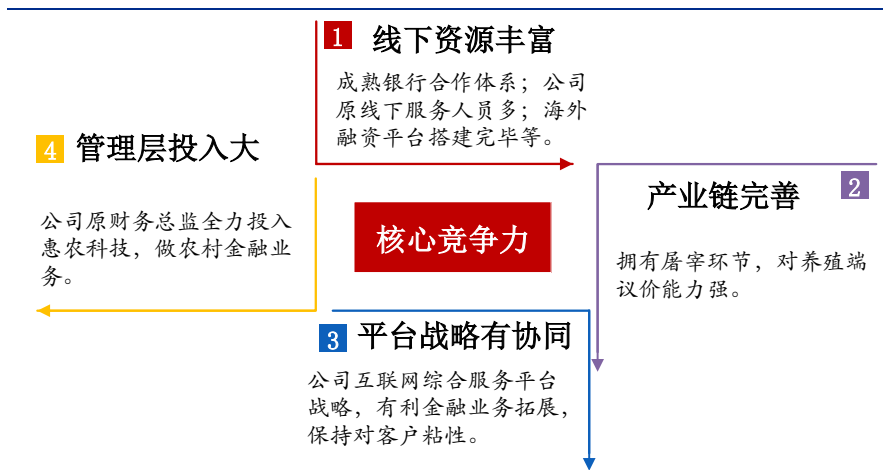 1 线下资源丰富
成熟银行合作体系；公司
原线下服务人员多；海外
融资平台搭建完毕等。
2
产业链完善
拥有屠宰环节，对养殖端
议价能力强。
3 平台战略有协同
公司互联网综合服务平台
战略，有利金融业务拓展，
保持对客户粘性。
4 管理层投入大
公司原财务总监全力投入
惠农科技，做农村金融业
务。
核心竞争力